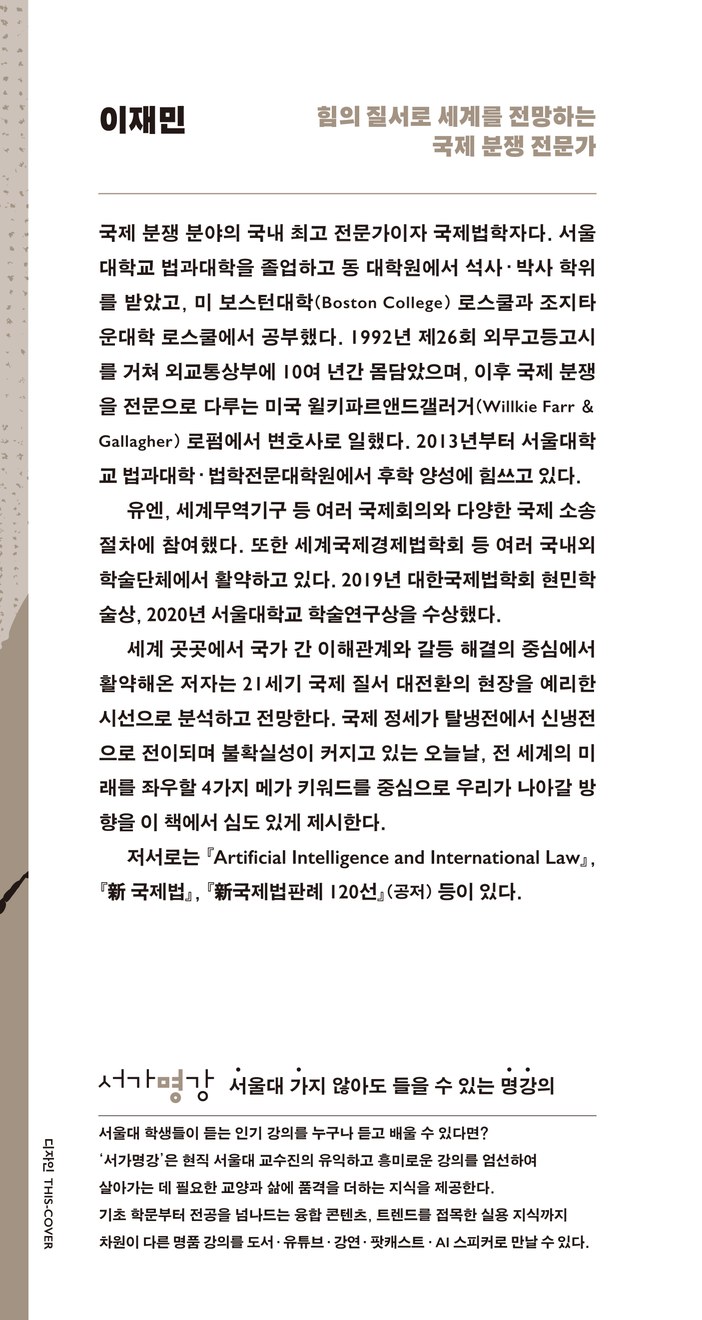 이재민
힘의 질서로 세계를 전망하는
국제 분쟁 전문가
국제 분쟁 분야의 국내 최고 전문가이자 국제법학자다. 서울
대학교 법과대학을 졸업하고 동 대학원에서 석사·박사 학위
를 받았고, 미 보스턴대학(Boston College) 로스쿨과 조지타
운대학 로스쿨에서 공부했다. 1992년 제26회 외무고등고시
를 거쳐 외교통상부에 10여 년간 몸담았으며, 이후 국제 분쟁
을 전문으로 다루는 미국 윌키파르앤드갤러거(Willkie Farr &
Gallagher) 로펌에서 변호사로 일했다. 2013년부터 서울대학
교 법과대학·법학전문대학원에서 후학 양성에 힘쓰고 있다.
유엔, 세계무역기구 등 여러 국제회의와 다양한 국제 소송
절차에 참여했다. 또한 세계국제경제법학회 등 여러 국내외
학술단체에서 활약하고 있다. 2019년 대한국제법학회 현민학
술상, 2020년 서울대학교 학술연구상을 수상했다.
세계 곳곳에서 국가 간 이해관계와 갈등 해결의 중심에서
활약해온 저자는 21세기 국제 질서 대전환의 현장을 예리한
시선으로 분석하고 전망한다. 국제 정세가 탈냉전에서 신냉전
으로 전이되며 불확실성이 커지고 있는 오늘날, 전 세계의 미
래를 좌우할 4가지 메가 키워드를 중심으로 우리가 나아갈 방
향을 이 책에서 심도 있게 제시한다.
저서로는 『Artificial Intelligence and International Law』,
『新 국제법』, 『新국제법판례 120선』(공저) 등이 있다.
서가명강 서울대 가지 않아도 들을 수 있는 명강의
서울대 학생들이 듣는 인기 강의를 누구나 듣고 배울 수 있다면?
‘서가명강’은 현직 서울대 교수진의 유익하고 흥미로운 강의를 엄선하여
살아가는 데 필요한 교양과 삶에 품격을 더하는 지식을 제공한다.
기초 학문부터 전공을 넘나드는 융합 콘텐츠, 트렌드를 접목한 실용 지식까지
차원이 다른 명품 강의를 도서·유튜브·강연·팟캐스트·AI 스피커로 만날 수 있다.
디자인 THIS-COVER